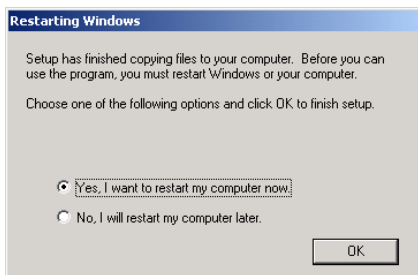 Restarting Windows
Setup has finished copying files to your computer. Before you can
use the program, you must restart Windows or your computer.
Choose one of the following options and click OK to finish setup.
Yes, I want to restart my computer now.
No, I will restart my computer later.
OK